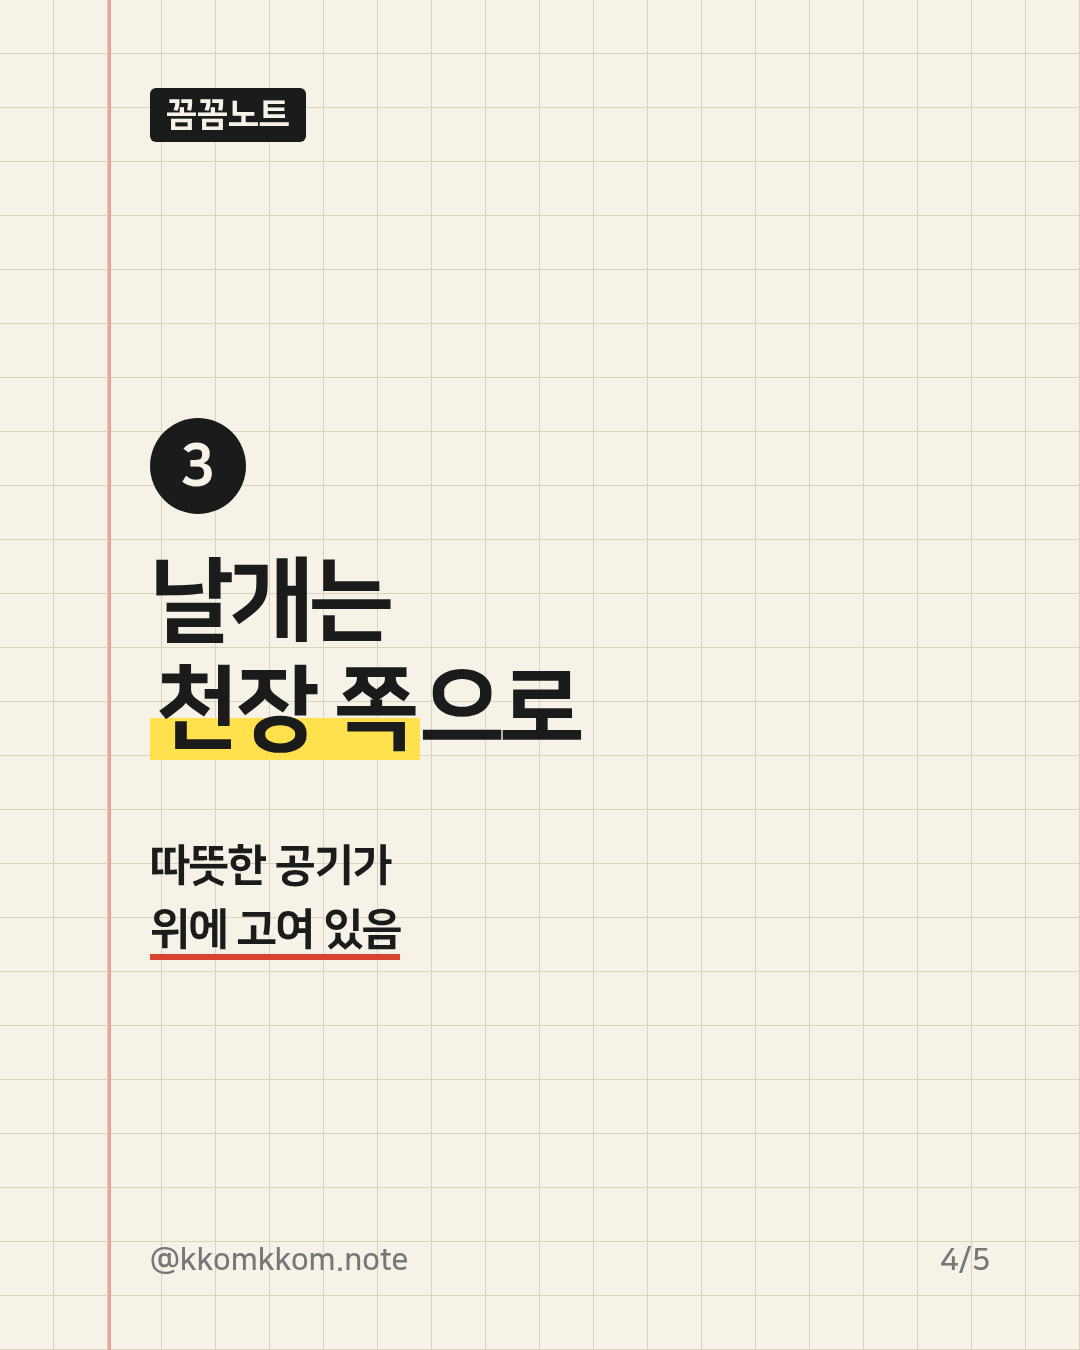 꼼꼼노트
3
날개는
천장 쪽으로
따뜻한 공기가
위에 고여 있음
@kkomkkom.note
4/5